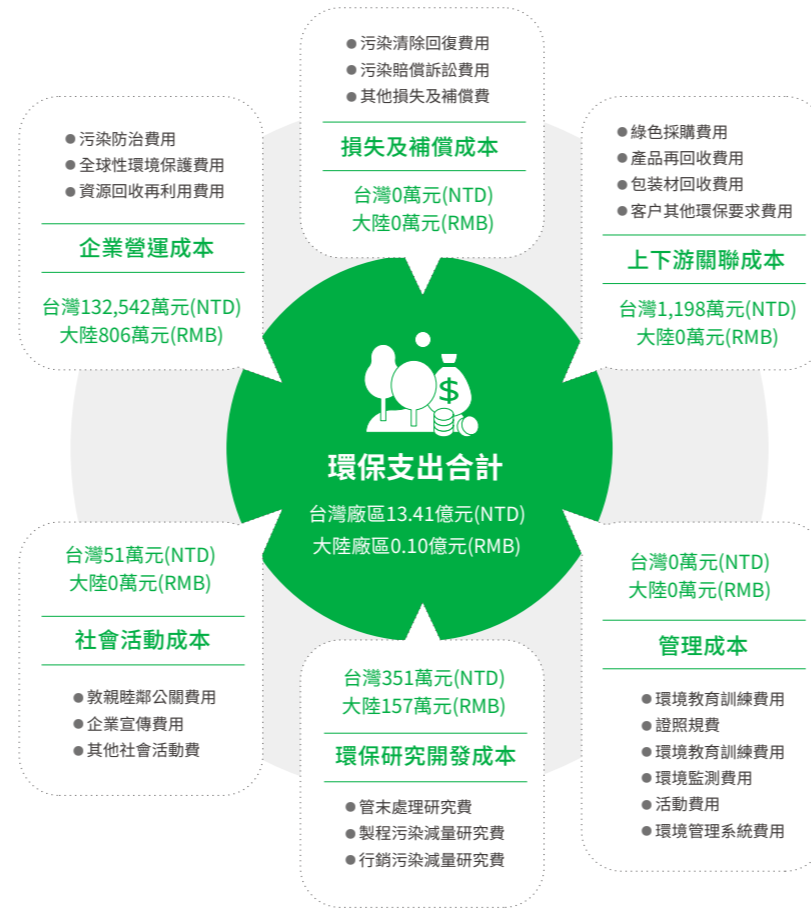 污染清除回復費用
污染賠償訴訟費用
其他損失及補償費
損失及補償成本
台灣0萬元(NTD)
大陸0萬元(RMB)
污染防治費用
全球性環境保護費用
資源回收再利用費用
企業營運成本
台灣132,542萬元(NTD)
大陸806萬元(RMB)
綠色採購費用
產品再回收費用
包裝材回收費用
客户其他環保要求費用
上下游關聯成本
台灣1,198萬元(NTD)
大陸0萬元(RMB)
$
環保支出合計
台灣廠區13.41億元(NTD)
大陸廠區0.10億元(RMB)
台灣51萬元(NTD)
大陸0萬元(RMB)
社會活動成本
敦親睦鄰公關費用
企業宣傳費用
其他社會活動費
台灣351萬元(NTD)
大陸157萬元(RMB)
環保研究開發成本
管末處理研究費
製程污染減量研究費
行銷污染減量研究費
台灣0萬元(NTD)
大陸0萬元(RMB)
管理成本
環境教育訓練費用
證照規費
環境教育訓練費用
環境監測費用
活動費用
環境管理系統費用